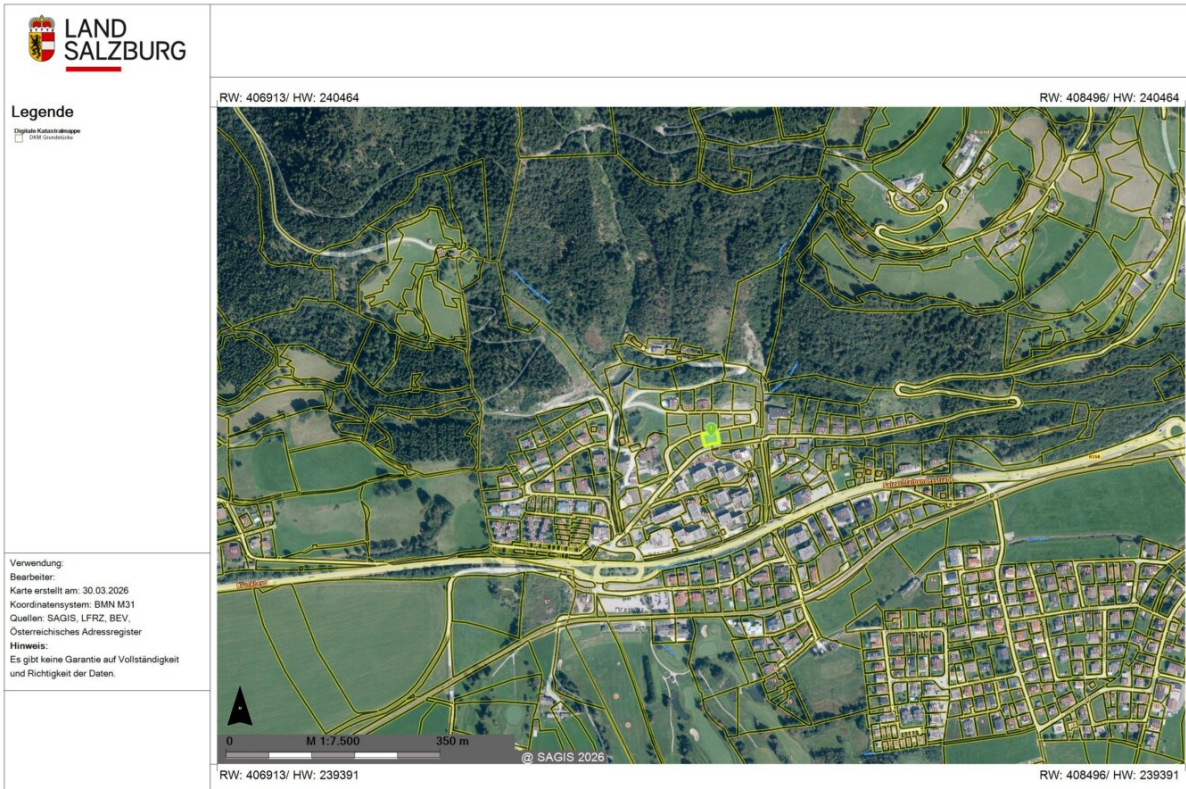 LAND
SALZBURG
RW: 406913/ HW: 240464
RW: 408496/ HW: 240464
Legende
Digitale Katastralmappe
DKM Grundstücke
Verwendung:
Bearbeiter:
Karte erstellt am: 30.03.2026
Koordinatensystem: BMN M31
Quellen: SAGIS, LFRZ, BEV,
Österreichisches Adressregister
Hinweis:
Es gibt keine Garantie auf Vollständigkeit
und Richtigkeit der Daten.
0 M 1:7.500 350 m
@ SAGIS 2026
RW: 406913/ HW: 239391
RW: 408496/ HW: 239391